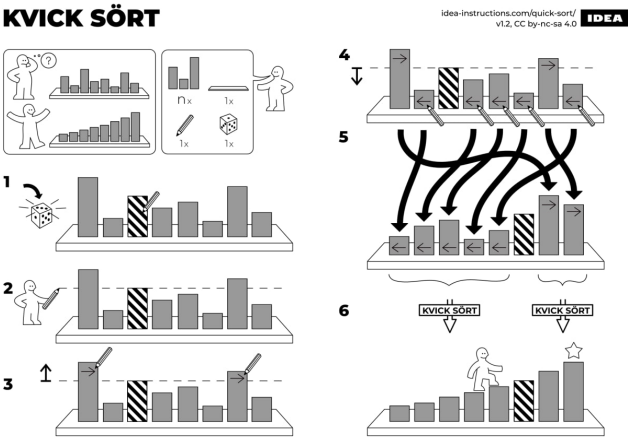 KVICK SÖRT
idea-instructions.com/quick-sort/
v1.2, CC by-nc-sa 4.0
IDEA
?
n x
1x
1x
1x
1
2
3
4
5
6
KVICK SÖRT
KVICK SÖRT